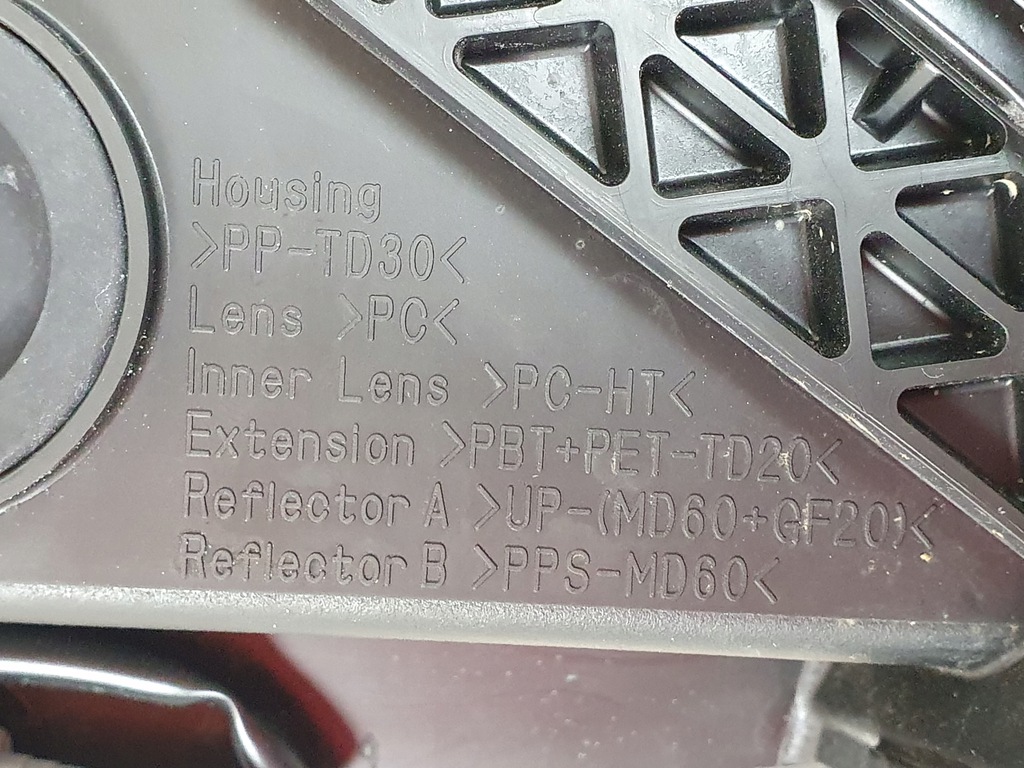 Housing
>PP-TD30<
Lens >PC<
Inner Lens >PC-HT<
Extension >PBT+PET-TD20<
Reflector A >UP-(MD60+GF20)<
Reflector B >PPS-MD60<